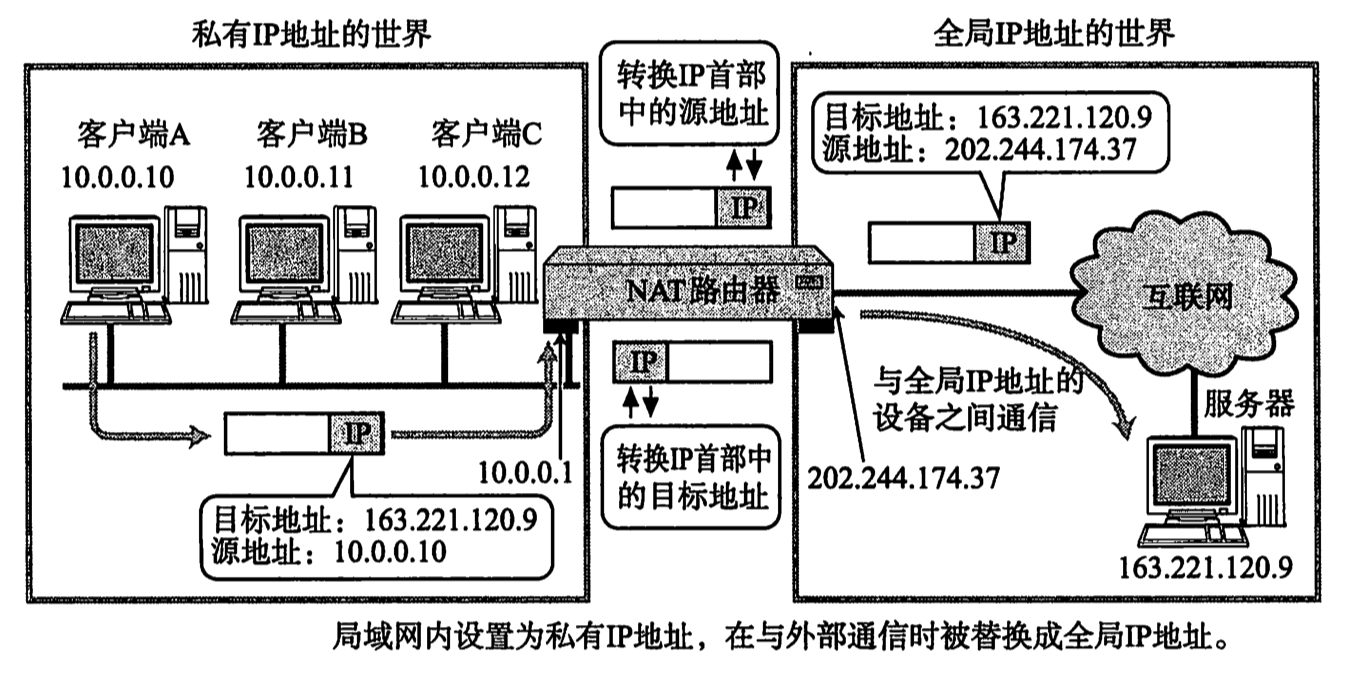 私有IP地址的世界
全局IP地址的世界
转换IP首部
中的源地址
目标地址：163.221.120.9
源地址：202.244.174.37
客户端A
10.0.0.10
客户端B
10.0.0.11
客户端C
10.0.0.12
IP
IP
NAT路由器
互联网
IP
与全局IP地址的
设备之间通信
服务器
IP
10.0.0.1
转换IP首部中
的目标地址
202.244.174.37
目标地址：163.221.120.9
源地址：10.0.0.10
163.221.120.9
局域网内设置为私有IP地址，在与外部通信时被替换成全局IP地址。